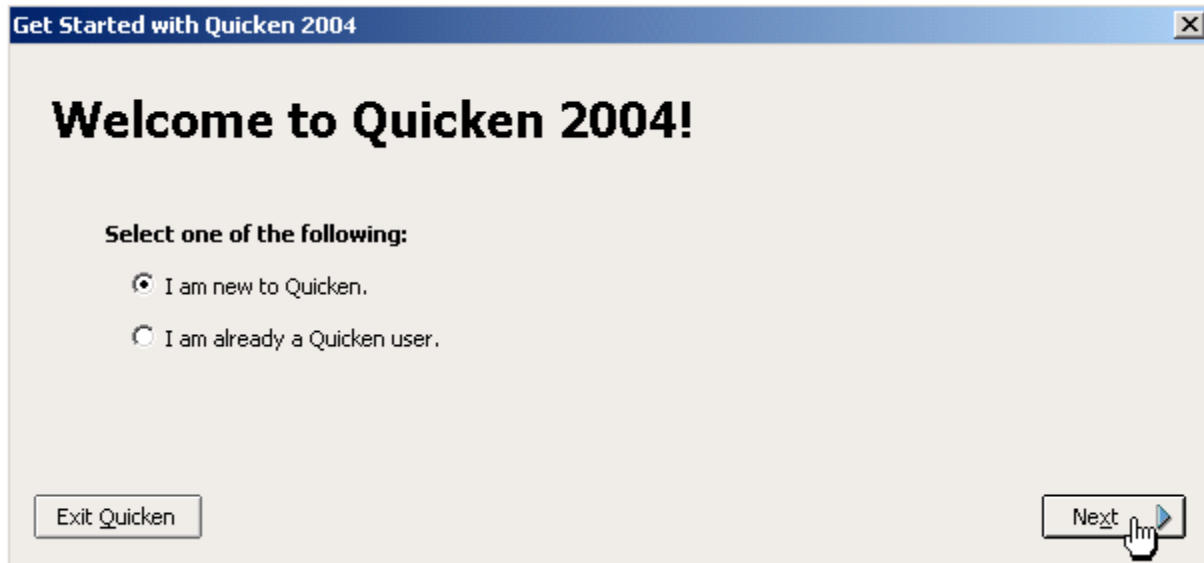 Get Started with Quicken 2004
Welcome to Quicken 2004!
Select one of the following:
I am new to Quicken.
I am already a Quicken user.
Exit Quicken
Next